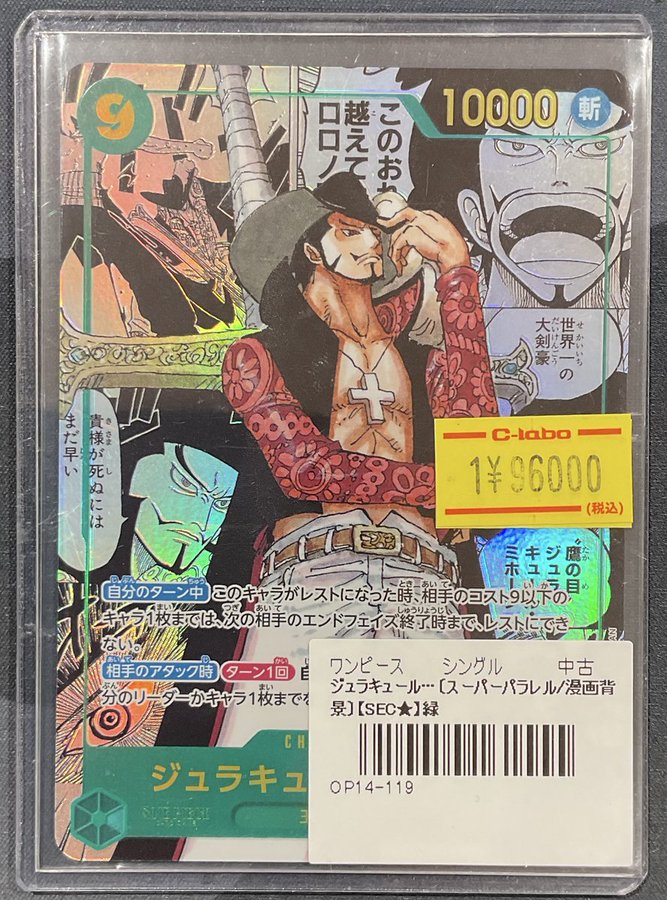 9
10000
斬
このおれ
越えて
ロロノ
世界一の
大剣豪
貴様が死ぬには
まだ早い
C-labo
1¥96000
(税込)
“鷹の目
ジュラ
キュ
ミホー
自分のターン中 このキャラがレストになった時、相手のコスト9以下の
キャラ1枚までは、次の相手のエンドフェイズ終了時まで、レストにでき
ない。
相手のアタック時 ターン1回 自
分のリーダーかキャラ1枚までを
ワンピース シングル 中古
ジュラキュール…〔スーパーパラレル/漫画背
景〕【SEC★】緑
OP14-119
CH
ジュラキュ